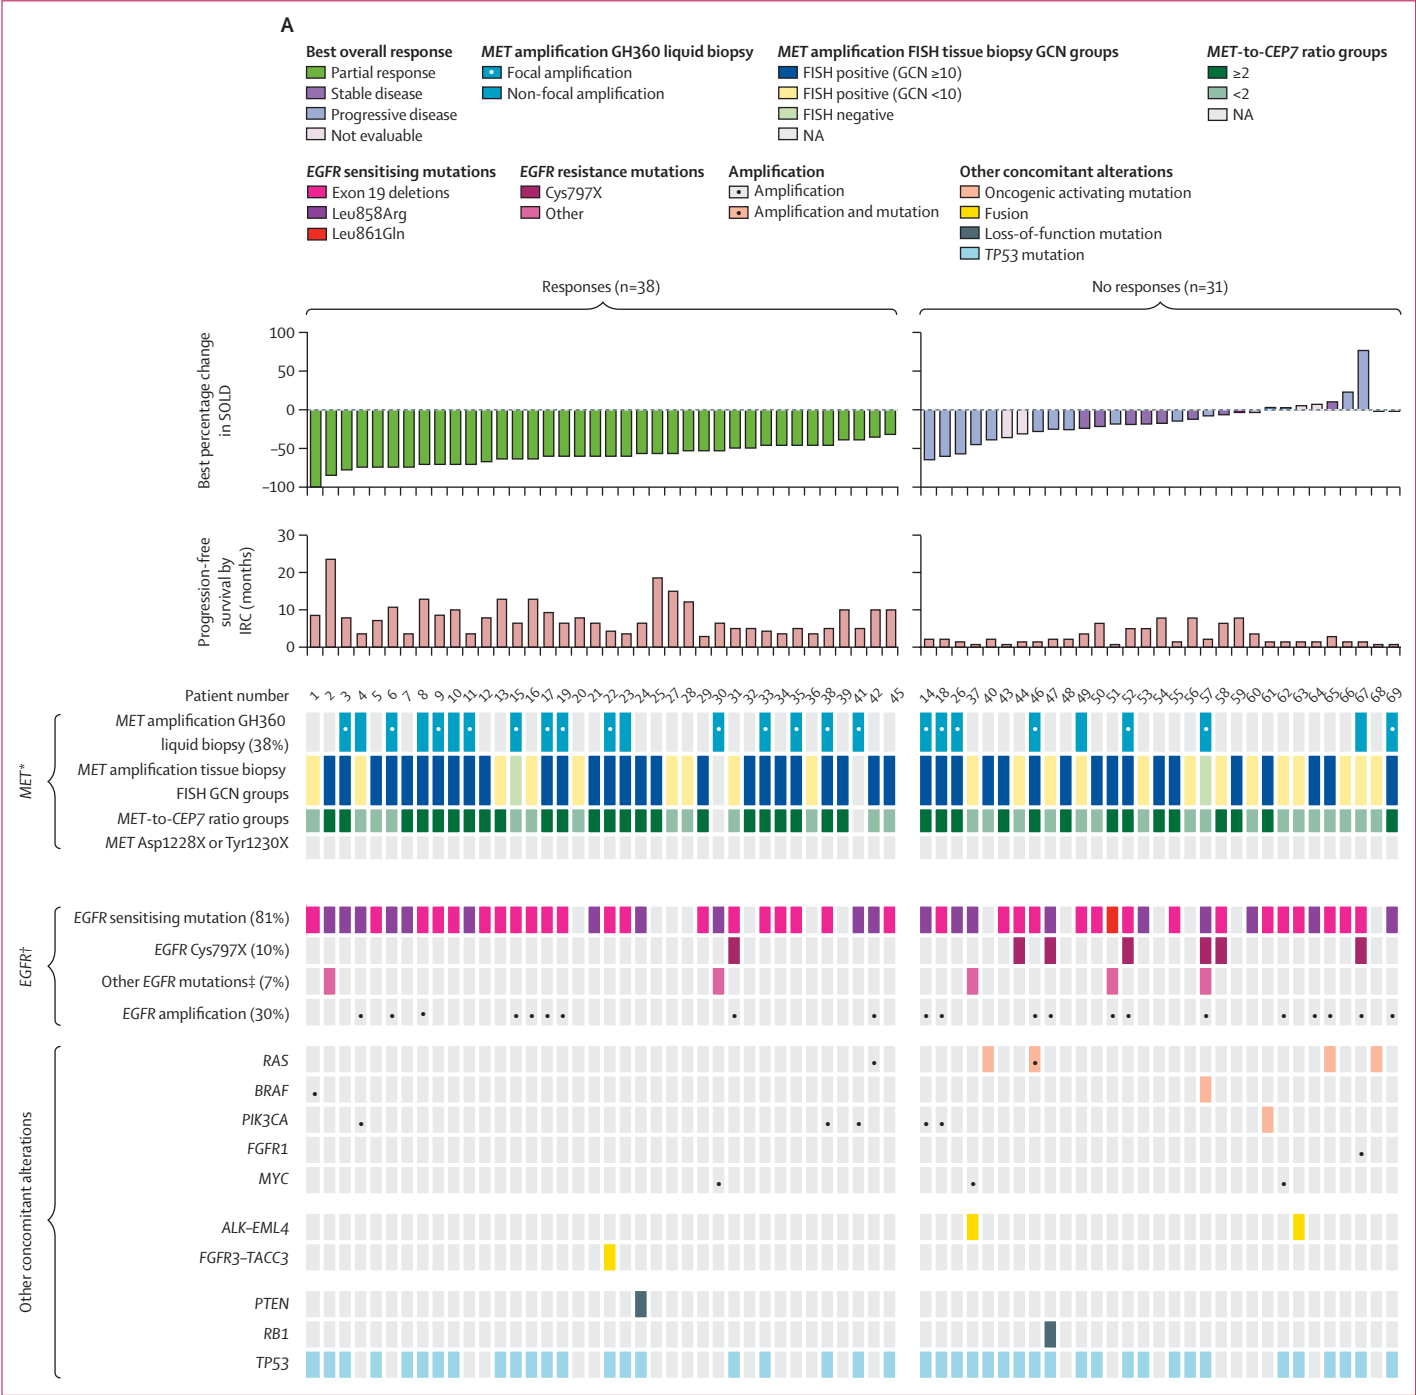 A
Best overall response
Partial response
Stable disease
Progressive disease
Not evaluable
MET amplification GH360 liquid biopsy
Focal amplification
Non-focal amplification
MET amplification FISH tissue biopsy GCN groups
FISH positive (GCN ≥10)
FISH positive (GCN <10)
FISH negative
NA
MET-to-CEP7 ratio groups
≥2
<2
NA
EGFR sensitising mutations
Exon 19 deletions
Leu858Arg
Leu861Gln
EGFR resistance mutations
Cys797X
Other
Amplification
Amplification
Amplification and mutation
Other concomitant alterations
Oncogenic activating mutation
Fusion
Loss-of-function mutation
TP53 mutation
Responses (n=38)
No responses (n=31)
Best percentage change
in SOLD
100
50
0
–50
–100
Progression-free
survival by
IRC (months)
30
20
10
0
Patient number
1 2 3 4 5 6 7 8 9 10 11 12 13 15 16 17 19 20 21 22 23 24 25 27 28 29 30 31 32 33 34 35 36 38 39 41 42 45
14 18 26 37 40 43 44 46 47 48 49 50 51 52 53 54 55 56 57 58 59 60 61 62 63 64 65 66 67 68 69
MET*
MET amplification GH360
liquid biopsy (38%)
MET amplification tissue biopsy
FISH GCN groups
MET-to-CEP7 ratio groups
MET Asp1228X or Tyr1230X
EGFR†
EGFR sensitising mutation (81%)
EGFR Cys797X (10%)
Other EGFR mutations‡ (7%)
EGFR amplification (30%)
Other concomitant alterations
RAS
BRAF
PIK3CA
FGFR1
MYC
ALK–EML4
FGFR3–TACC3
PTEN
RB1
TP53